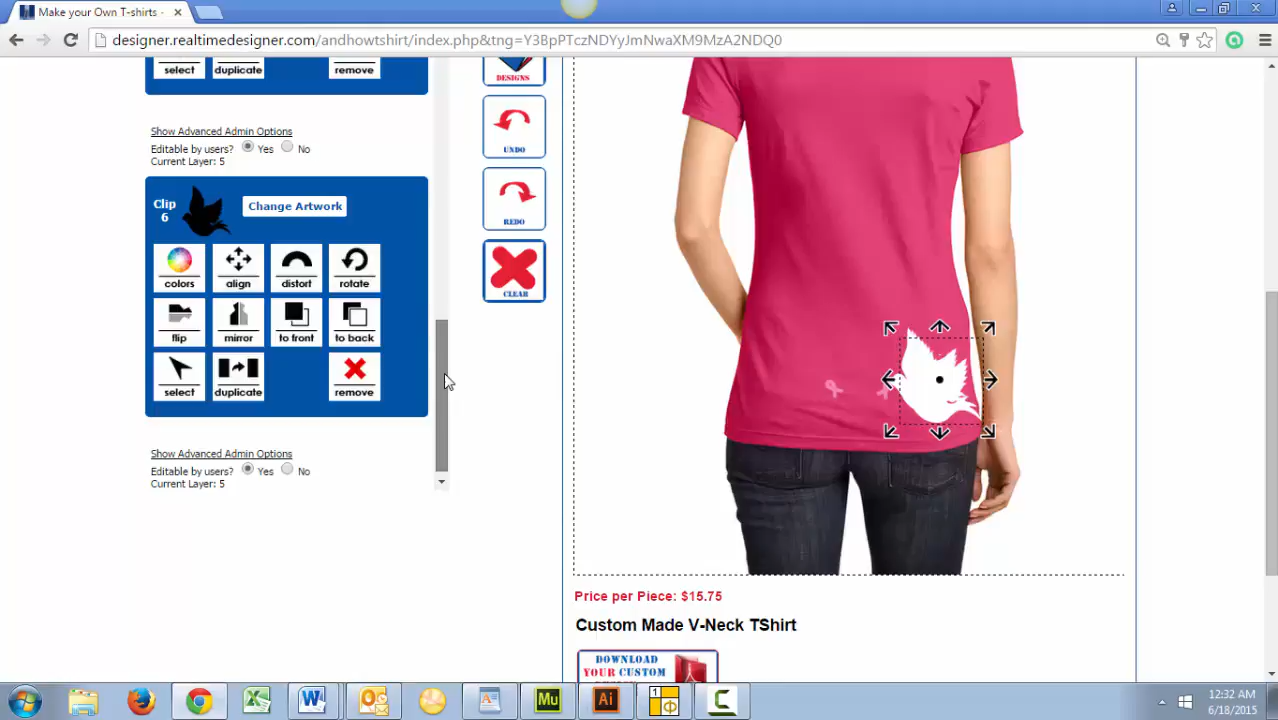 Make your Own T-shirts -
designer.realtimedesigner.com/andhowtshirt/index.php&tng=Y3BpPTczNDYyJmNwaXM9MzA2NDQ0
select duplicate remove
DESIGNS
Show Advanced Admin Options
Editable by users? Yes No
Current Layer: 5
UNDO
Clip
6
Change Artwork
REDO
colors align distort rotate
CLEAR
flip mirror to front to back
select duplicate remove
Show Advanced Admin Options
Editable by users? Yes No
Current Layer: 5
Price per Piece: $15.75
Custom Made V-Neck TShirt
DOWNLOAD
YOUR CUSTOM
Mu
Ai
12:32 AM
6/18/2015